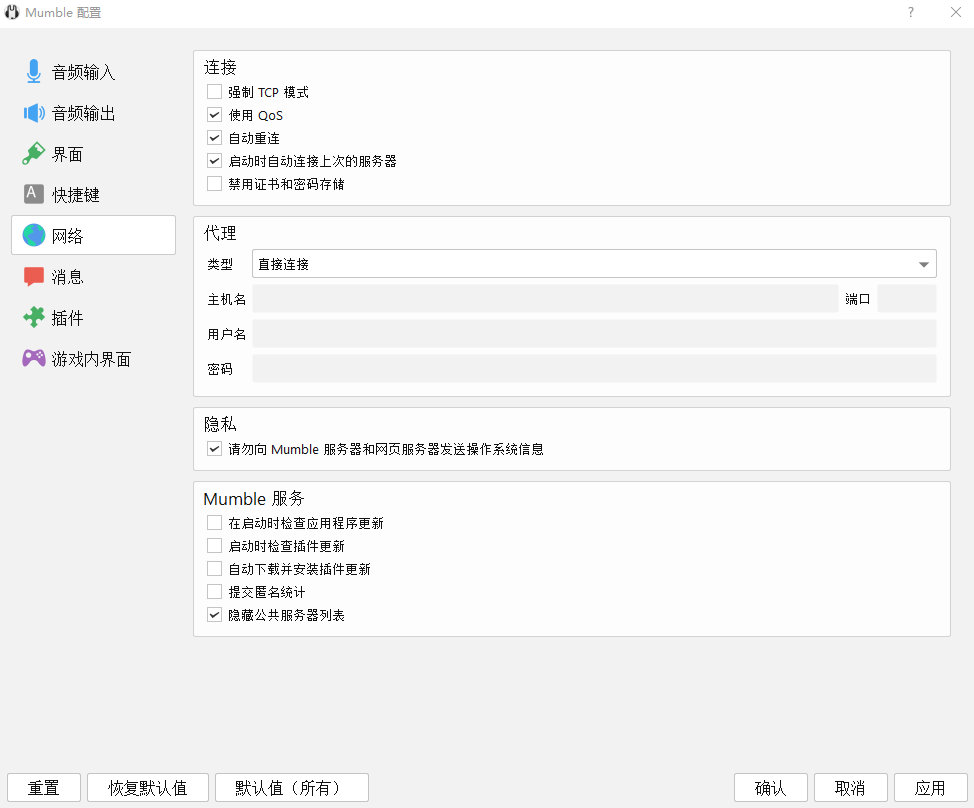 Mumble 配置
音频输入
音频输出
界面
A 快捷键
网络
消息
插件
游戏内界面
连接
强制 TCP 模式
使用 QoS
自动重连
启动时自动连接上次的服务器
禁用证书和密码存储
代理
类型 直接连接
主机名 端口
用户名
密码
隐私
请勿向 Mumble 服务器和网页服务器发送操作系统信息
Mumble 服务
在启动时检查应用程序更新
启动时检查插件更新
自动下载并安装插件更新
提交匿名统计
隐藏公共服务器列表
重置 恢复默认值 默认值（所有） 确认 取消 应用